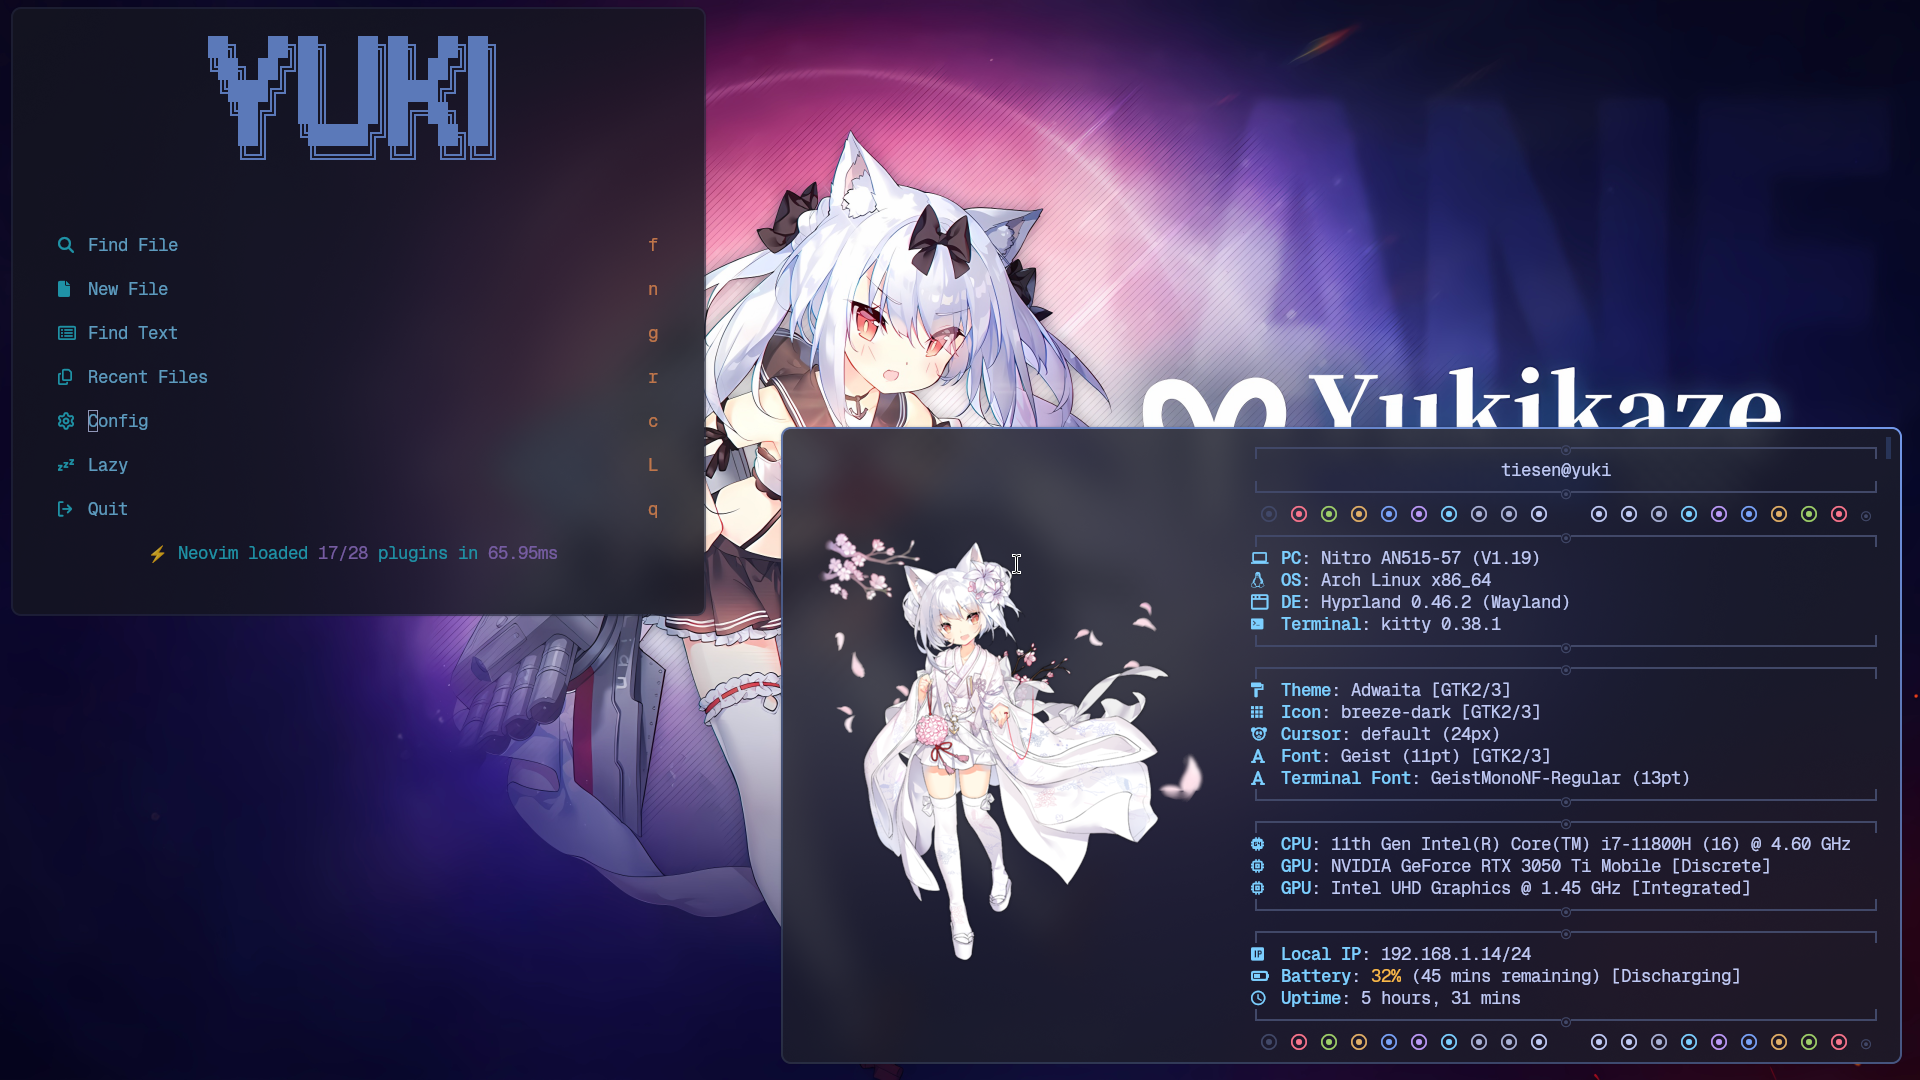 YUKI
Find File f
New File n
Find Text g
Recent Files r
Config c
Lazy L
Quit q
Neovim loaded 17/28 plugins in 65.95ms
ANE
Yukikaze
tiesen@yuki
PC: Nitro AN515-57 (V1.19)
OS: Arch Linux x86_64
DE: Hyprland 0.46.2 (Wayland)
Terminal: kitty 0.38.1
Theme: Adwaita [GTK2/3]
Icon: breeze-dark [GTK2/3]
Cursor: default (24px)
Font: Geist (11pt) [GTK2/3]
Terminal Font: GeistMonoNF-Regular (13pt)
CPU: 11th Gen Intel(R) Core(TM) i7-11800H (16) @ 4.60 GHz
GPU: NVIDIA GeForce RTX 3050 Ti Mobile [Discrete]
GPU: Intel UHD Graphics @ 1.45 GHz [Integrated]
Local IP: 192.168.1.14/24
Battery: 32% (45 mins remaining) [Discharging]
Uptime: 5 hours, 31 mins